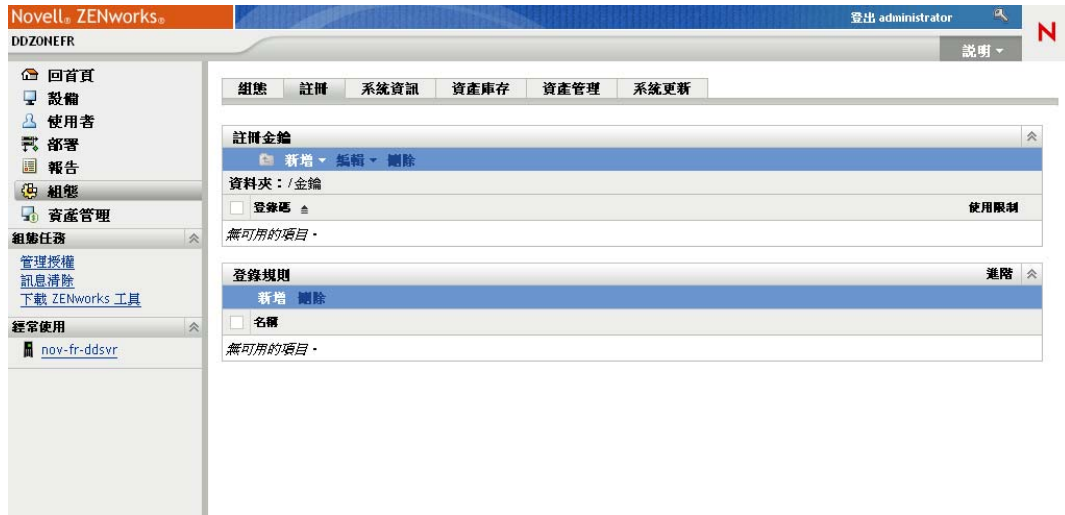 Novell® ZENworks®
登出 administrator
DDZONEFR
說明
N
回首頁
設備
使用者
部署
報告
組態
資產管理
組態任務
管理授權
訊息清除
下載 ZENworks 工具
經常使用
nov-fr-ddsvr
組態 註冊 系統資訊 資產庫存 資產管理 系統更新
註冊金鑰
新增 編輯 刪除
資料夾:/金鑰
登錄碼 使用限制
無可用的項目。
登錄規則 進階
新增 刪除
名稱
無可用的項目。